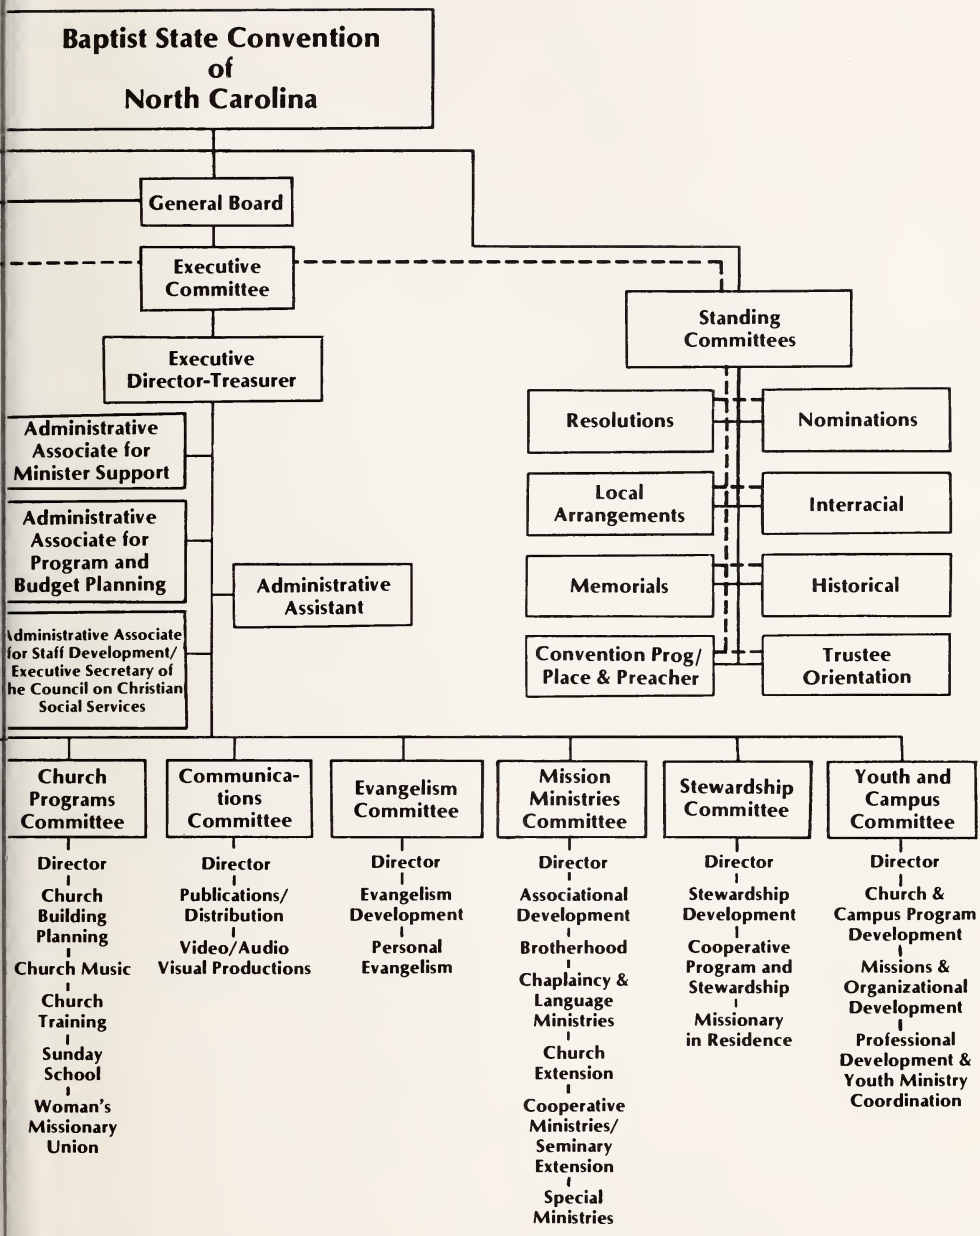 Baptist State Convention
of
North Carolina
General Board
Executive
Committee
Executive
Director-Treasurer
Standing
Committees
Resolutions
Nominations
Local
Arrangements
Interracial
Memorials
Historical
Convention Prog/
Place & Preacher
Trustee
Orientation
Administrative
Associate for
Minister Support
Administrative
Associate for
Program and
Budget Planning
Administrative
Assistant
Administrative Associate
for Staff Development/
Executive Secretary of
he Council on Christian
Social Services
Church
Programs
Committee
Director
Church
Building
Planning
Church Music
Church
Training
Sunday
School
Woman's
Missionary
Union
Communica-
tions
Committee
Director
Publications/
Distribution
Video/Audio
Visual Productions
Evangelism
Committee
Director
Evangelism
Development
Personal
Evangelism
Mission
Ministries
Committee
Director
Associational
Development
Brotherhood
Chaplaincy &
Language
Ministries
Church
Extension
Cooperative
Ministries/
Seminary
Extension
Special
Ministries
Stewardship
Committee
Director
Stewardship
Development
Cooperative
Program and
Stewardship
Missionary
in Residence
Youth and
Campus
Committee
Director
Church &
Campus Program
Development
Missions &
Organizational
Development
Professional
Development &
Youth Ministry
Coordination